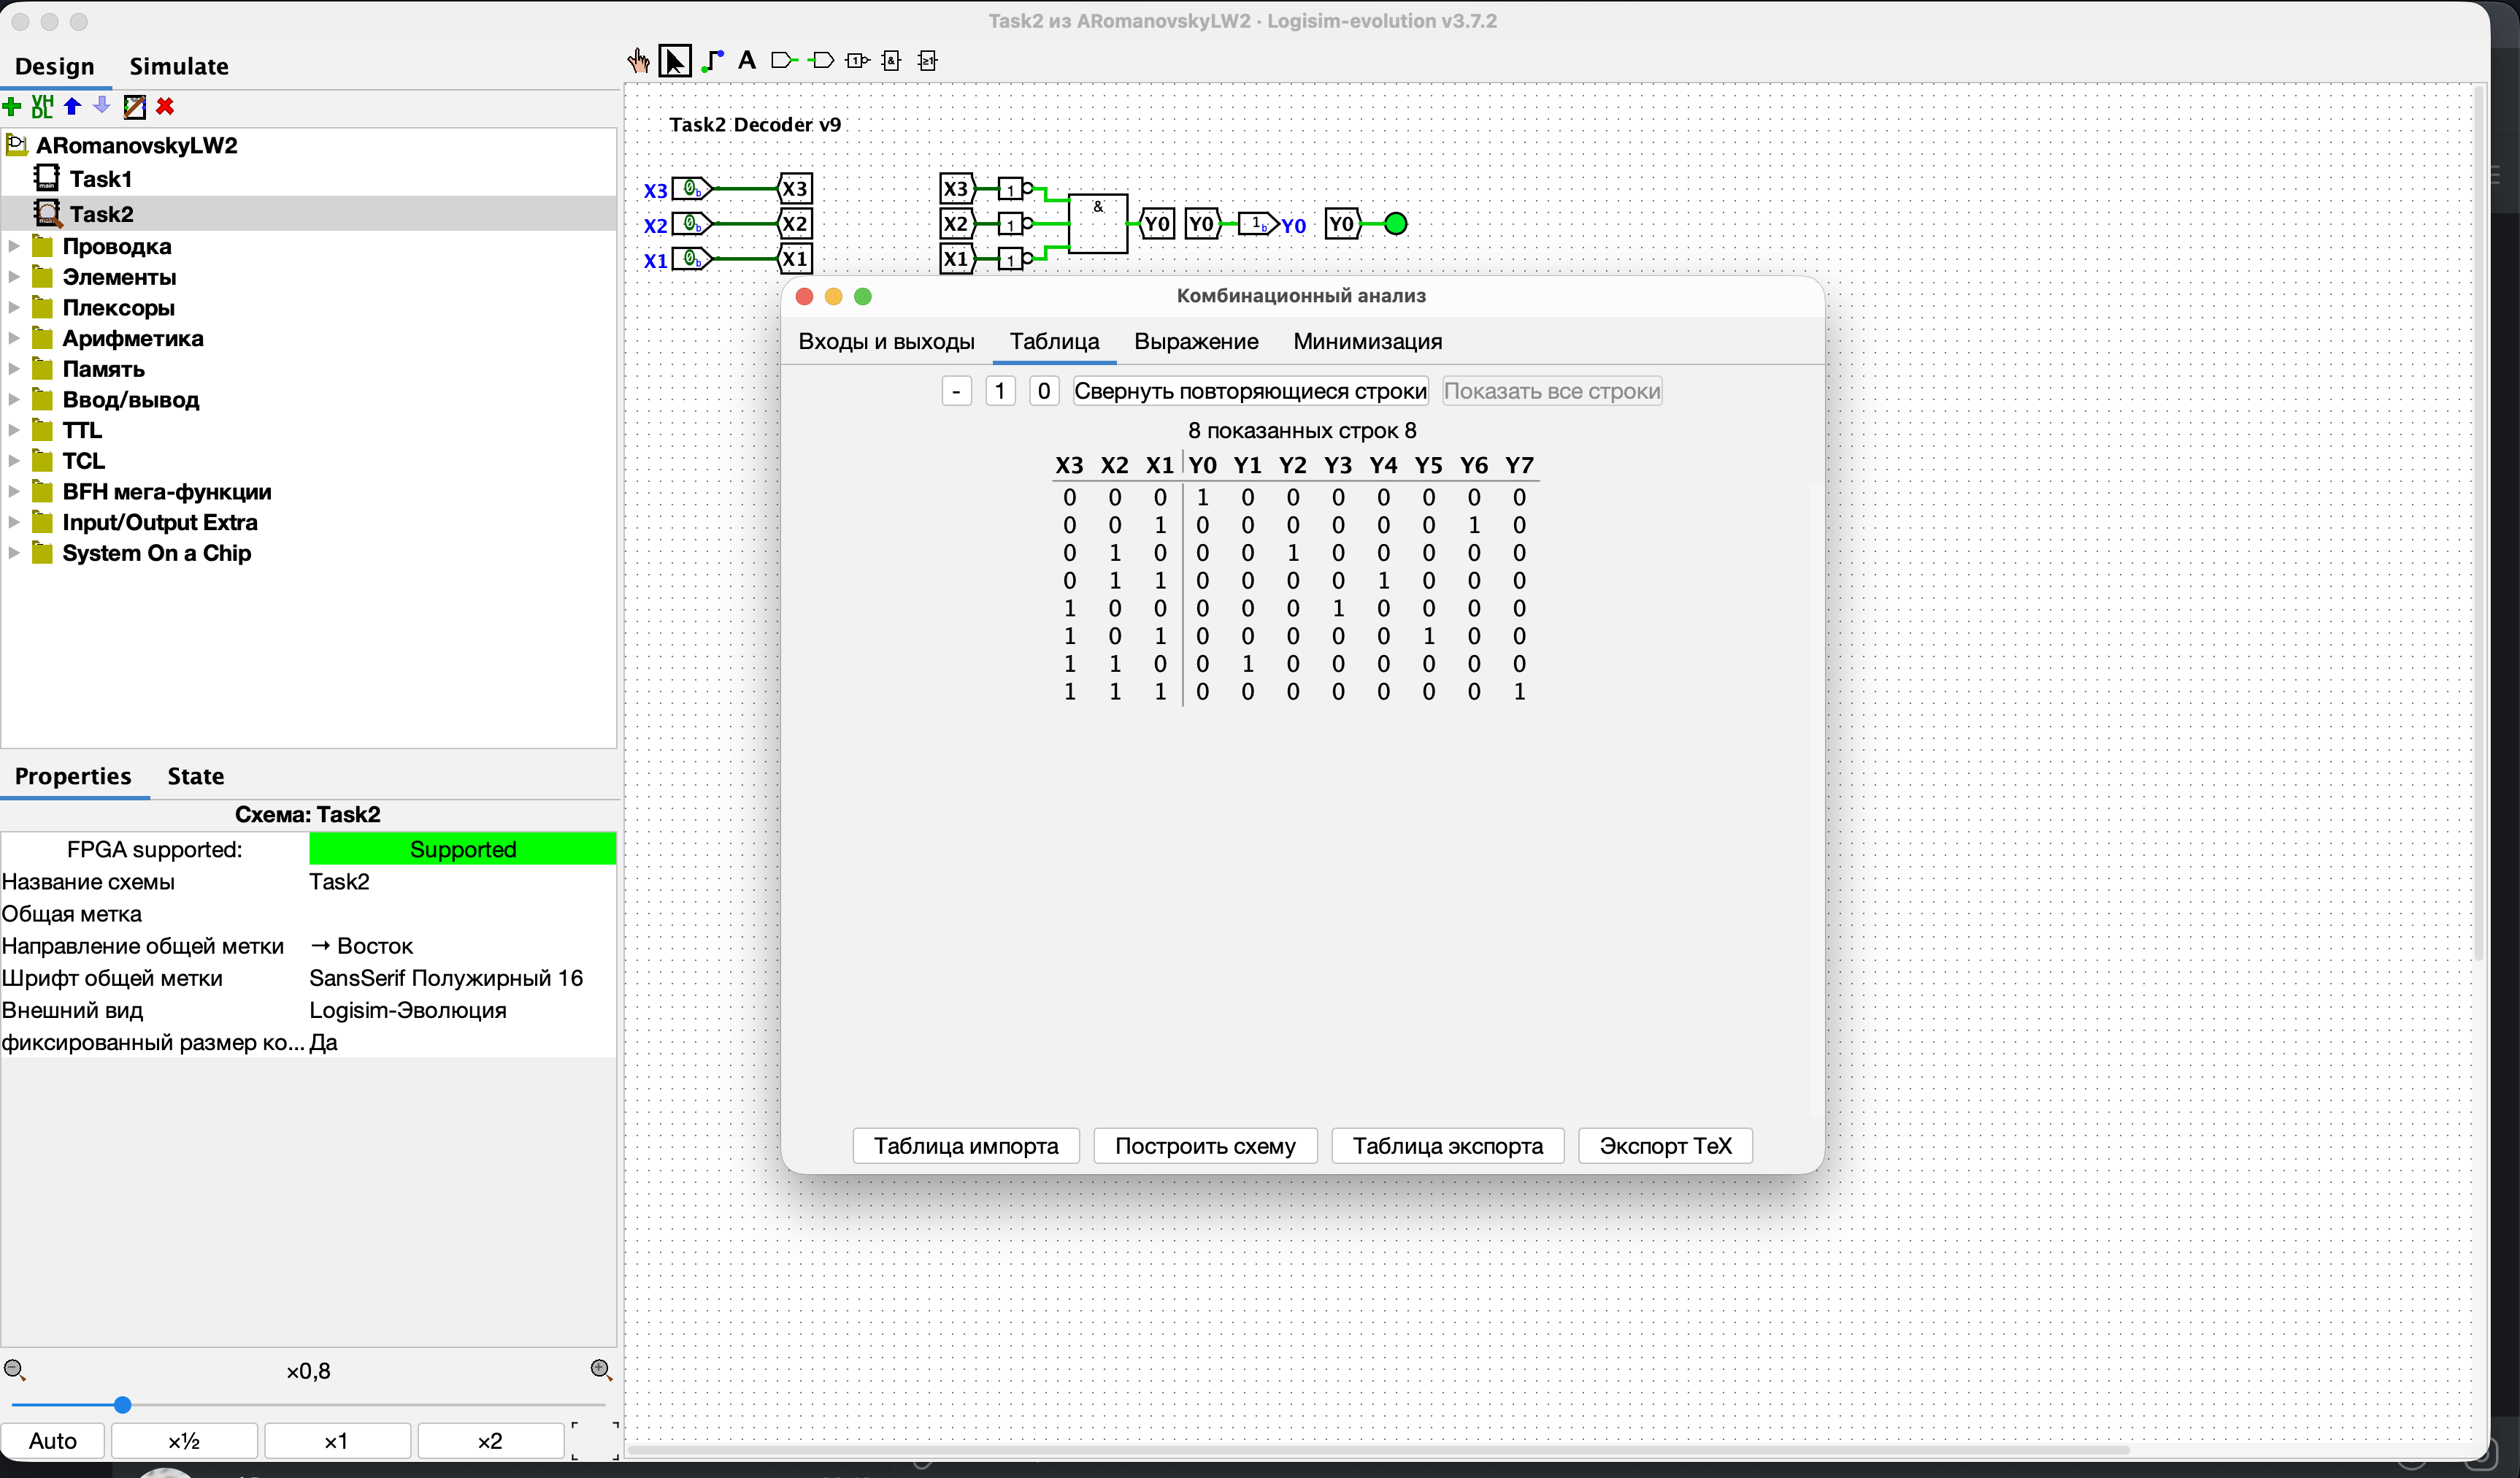 Task2 из ARomanovskyLW2 · Logisim-evolution v3.7.2
Design Simulate
VHDL
A 1 & ≥1
ARomanovskyLW2
Task1
Task2
Проводка
Элементы
Плексоры
Арифметика
Память
Ввод/вывод
TTL
TCL
BFH мега-функции
Input/Output Extra
System On a Chip
Properties State
Схема: Task2
FPGA supported: Supported
Название схемы Task2
Общая метка
Направление общей метки → Восток
Шрифт общей метки SansSerif Полужирный 16
Внешний вид Logisim-Эволюция
фиксированный размер ко... Да
×0,8
Auto ×½ ×1 ×2
Task2 Decoder v9
X3 0b X3 X3 1
X2 0b X2 X2 1 & Y0 Y0 1b Y0 Y0
X1 0b X1 X1 1
Комбинационный анализ
Входы и выходы Таблица Выражение Минимизация
- 1 0 Свернуть повторяющиеся строки Показать все строки
8 показанных строк 8
X3 X2 X1 Y0 Y1 Y2 Y3 Y4 Y5 Y6 Y7
0 0 0 1 0 0 0 0 0 0 0
0 0 1 0 0 0 0 0 0 1 0
0 1 0 0 0 1 0 0 0 0 0
0 1 1 0 0 0 0 1 0 0 0
1 0 0 0 0 0 1 0 0 0 0
1 0 1 0 0 0 0 0 1 0 0
1 1 0 0 1 0 0 0 0 0 0
1 1 1 0 0 0 0 0 0 0 1
Таблица импорта Построить схему Таблица экспорта Экспорт TeX